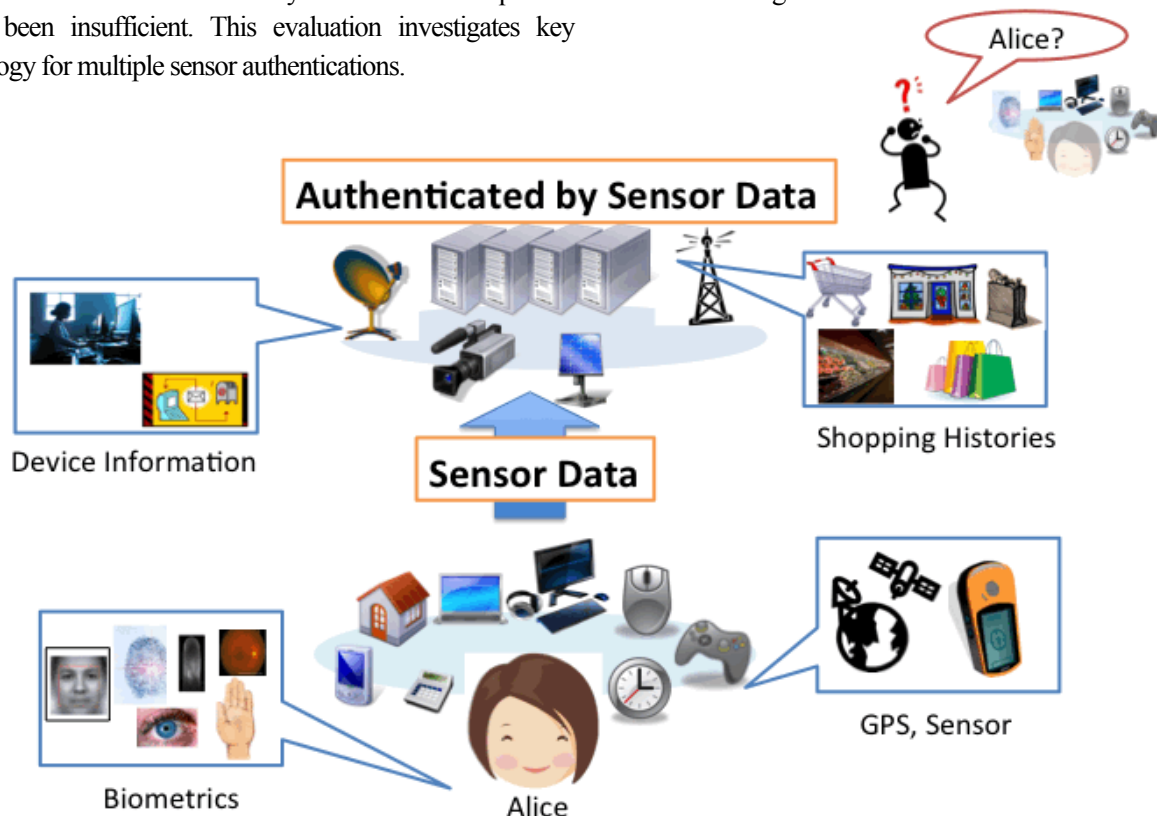 been insufficient. This evaluation investigates key
ogy for multiple sensor authentications.
Alice?
Authenticated by Sensor Data
Device Information
Shopping Histories
Sensor Data
GPS, Sensor
Biometrics
Alice